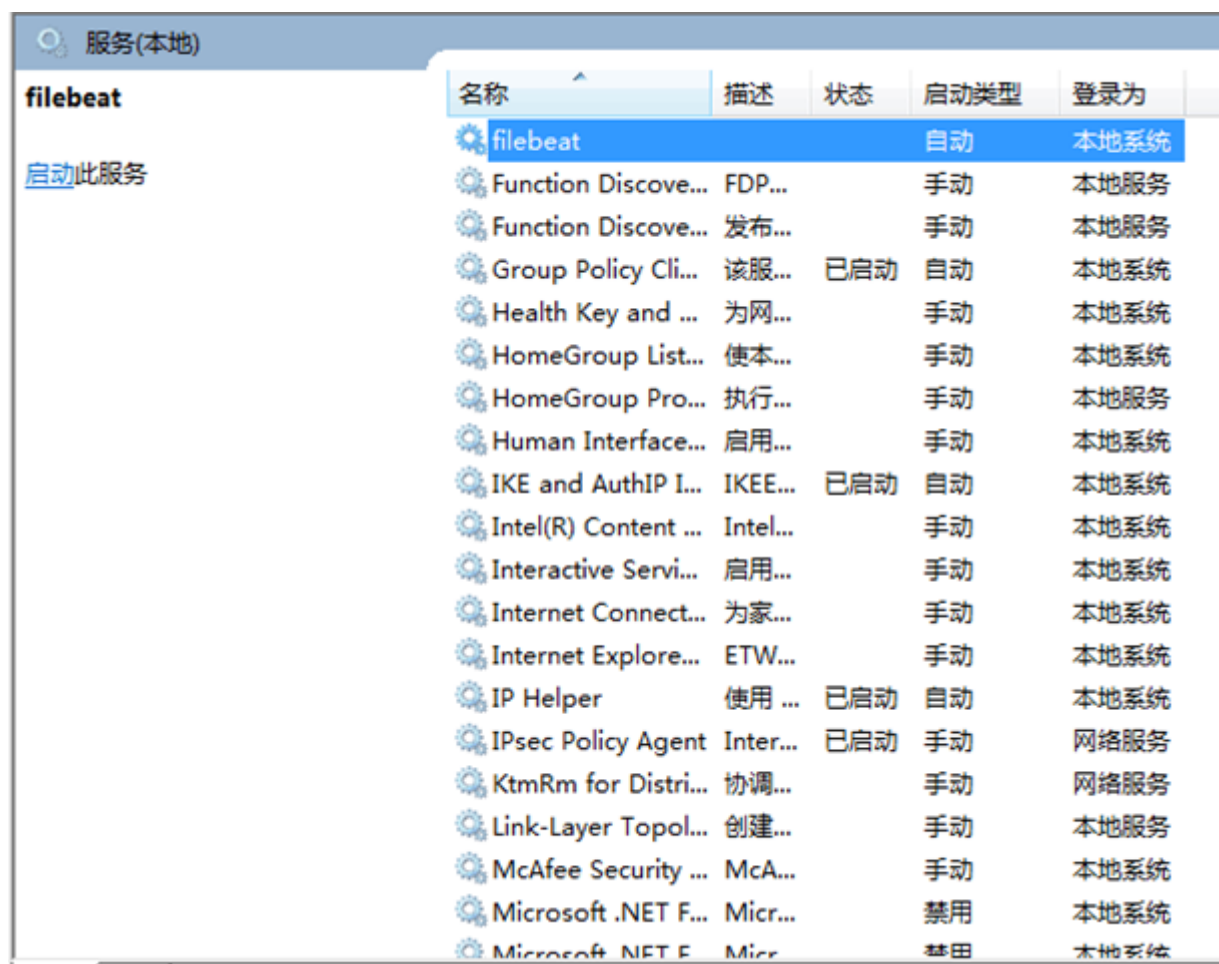 服务(本地)
filebeat
启动此服务
名称 描述 状态 启动类型 登录为
filebeat 自动 本地系统
Function Discove... FDP... 手动 本地服务
Function Discove... 发布... 手动 本地服务
Group Policy Cli... 该服... 已启动 自动 本地系统
Health Key and ... 为网... 手动 本地系统
HomeGroup List... 使本... 手动 本地系统
HomeGroup Pro... 执行... 手动 本地服务
Human Interface... 启用... 手动 本地系统
IKE and AuthIP I... IKEE... 已启动 自动 本地系统
Intel(R) Content ... Intel... 手动 本地系统
Interactive Servi... 启用... 手动 本地系统
Internet Connect... 为家... 手动 本地系统
Internet Explore... ETW... 手动 本地系统
IP Helper 使用 ... 已启动 自动 本地系统
IPsec Policy Agent Inter... 已启动 手动 网络服务
KtmRm for Distri... 协调... 手动 网络服务
Link-Layer Topol... 创建... 手动 本地服务
McAfee Security ... McA... 手动 本地系统
Microsoft .NET F... Micr... 禁用 本地系统
Microsoft .NET F Micr 禁用 本地系统